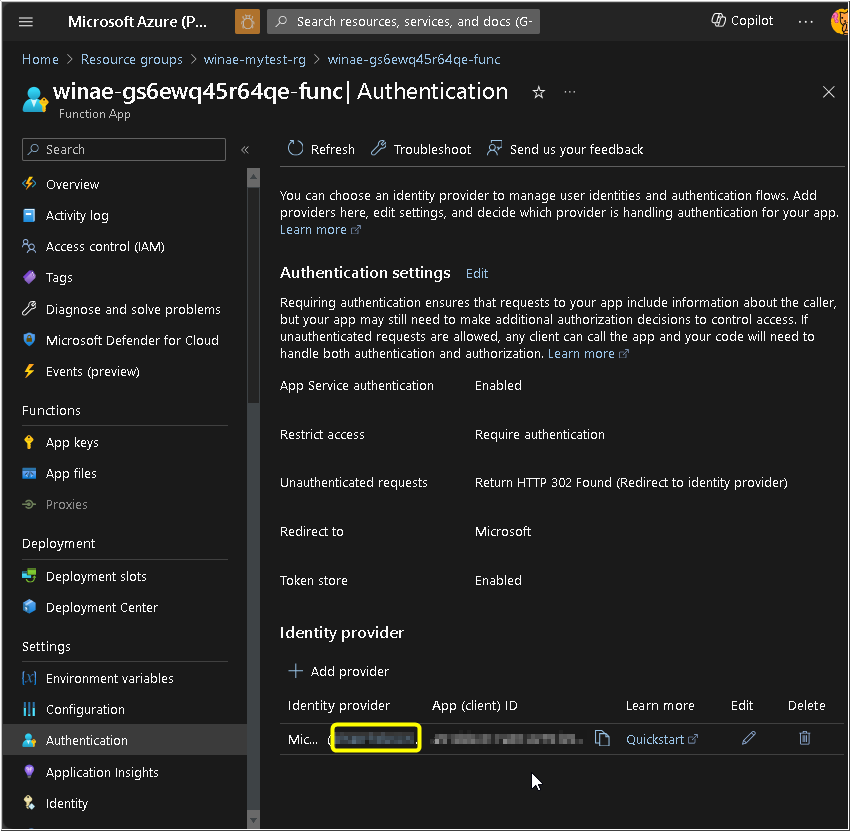 Microsoft Azure (P...
Search resources, services, and docs (G-
Copilot
...
Home > Resource groups > winae-mytest-rg > winae-gs6ewq45r64qe-func
winae-gs6ewq45r64qe-func| Authentication
...
Function App
Search
«
Overview
Activity log
Access control (IAM)
Tags
Diagnose and solve problems
Microsoft Defender for Cloud
Events (preview)
Functions
App keys
App files
Proxies
Deployment
Deployment slots
Deployment Center
Settings
Environment variables
Configuration
Authentication
Application Insights
Identity
Refresh
Troubleshoot
Send us your feedback
You can choose an identity provider to manage user identities and authentication flows. Add
providers here, edit settings, and decide which provider is handling authentication for your app.
Learn more
Authentication settings Edit
Requiring authentication ensures that requests to your app include information about the caller,
but your app may still need to make additional authorization decisions to control access. If
unauthenticated requests are allowed, any client can call the app and your code will need to
handle both authentication and authorization. Learn more
App Service authentication Enabled
Restrict access Require authentication
Unauthenticated requests Return HTTP 302 Found (Redirect to identity provider)
Redirect to Microsoft
Token store Enabled
Identity provider
Add provider
Identity provider App (client) ID Learn more Edit Delete
Mic... ( Quickstart